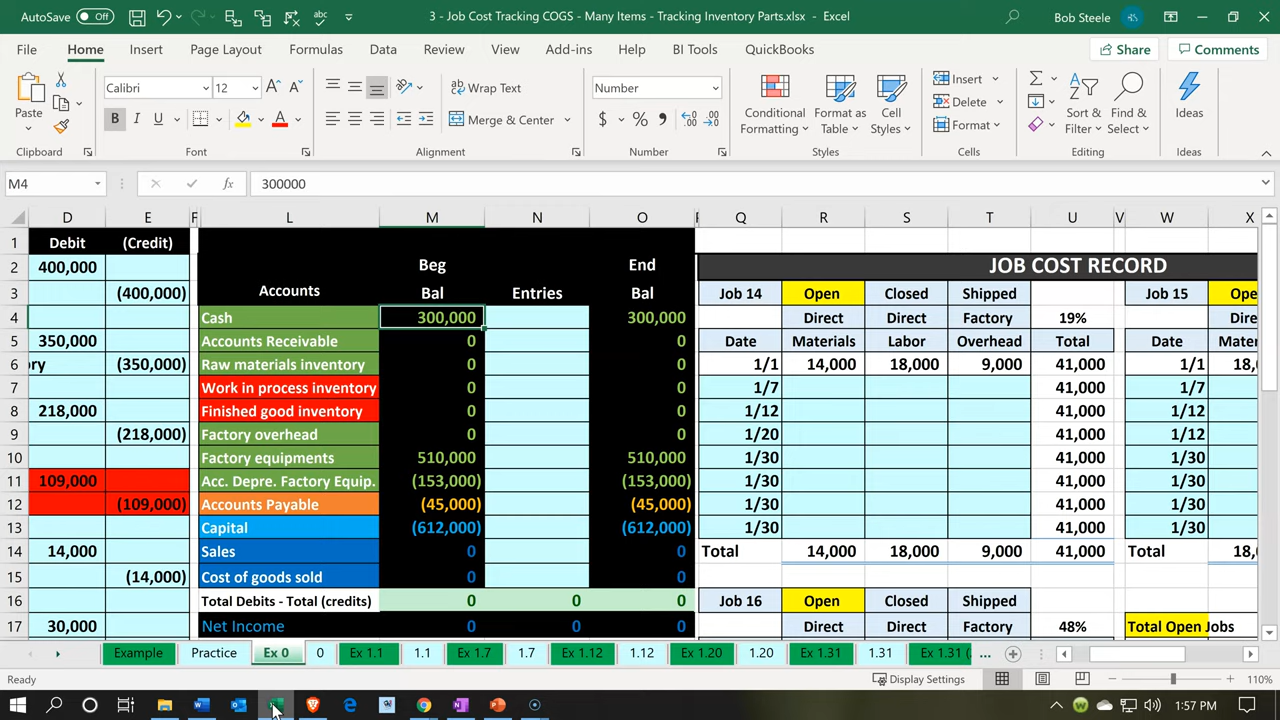 AutoSave Off 3 - Job Cost Tracking COGS - Many Items - Tracking Inventory Parts.xlsx - Excel Bob Steele
File Home Insert Page Layout Formulas Data Review View Add-ins Help BI Tools QuickBooks Share Comments
Calibri 12 Wrap Text Number Insert
Paste B I U Merge & Center $ % Conditional Formatting Format as Table Cell Styles Delete Format Sort & Filter Find & Select Ideas
Clipboard Font Alignment Number Styles Cells Editing Ideas
M4 fx 300000
D E F L M N O Q R S T U V W X
1 Debit (Credit)
2 400,000 Beg End JOB COST RECORD
3 (400,000) Accounts Bal Entries Bal Job 14 Open Closed Shipped Job 15 Ope
4 Cash 300,000 300,000 Direct Direct Factory 19% Dire
5 350,000 Accounts Receivable 0 0 Date Materials Labor Overhead Total Date Mater
6 ory (350,000) Raw materials inventory 0 0 1/1 14,000 18,000 9,000 41,000 1/1 18,
7 Work in process inventory 0 0 1/7 41,000 1/7
8 218,000 Finished good inventory 0 0 1/12 41,000 1/12
9 (218,000) Factory overhead 0 0 1/20 41,000 1/12
10 Factory equipments 510,000 510,000 1/30 41,000 1/30
11 109,000 Acc. Depre. Factory Equip. (153,000) (153,000) 1/30 41,000 1/30
12 (109,000) Accounts Payable (45,000) (45,000) 1/30 41,000 1/30
13 Capital (612,000) (612,000) 1/30 41,000 1/30
14 14,000 Sales 0 0 Total 14,000 18,000 9,000 41,000 Total 18,
15 (14,000) Cost of goods sold 0 0
16 Total Debits - Total (credits) 0 0 0 Job 16 Open Closed Shipped
17 30,000 Net Income 0 0 0 Direct Direct Factory 48% Total Open Jobs
Example Practice Ex 0 0 Ex 1.1 1.1 Ex 1.7 1.7 Ex 1.12 1.12 Ex 1.20 1.20 Ex 1.31 1.31 Ex 1.31 ( ...
Ready Display Settings 110%
1:57 PM